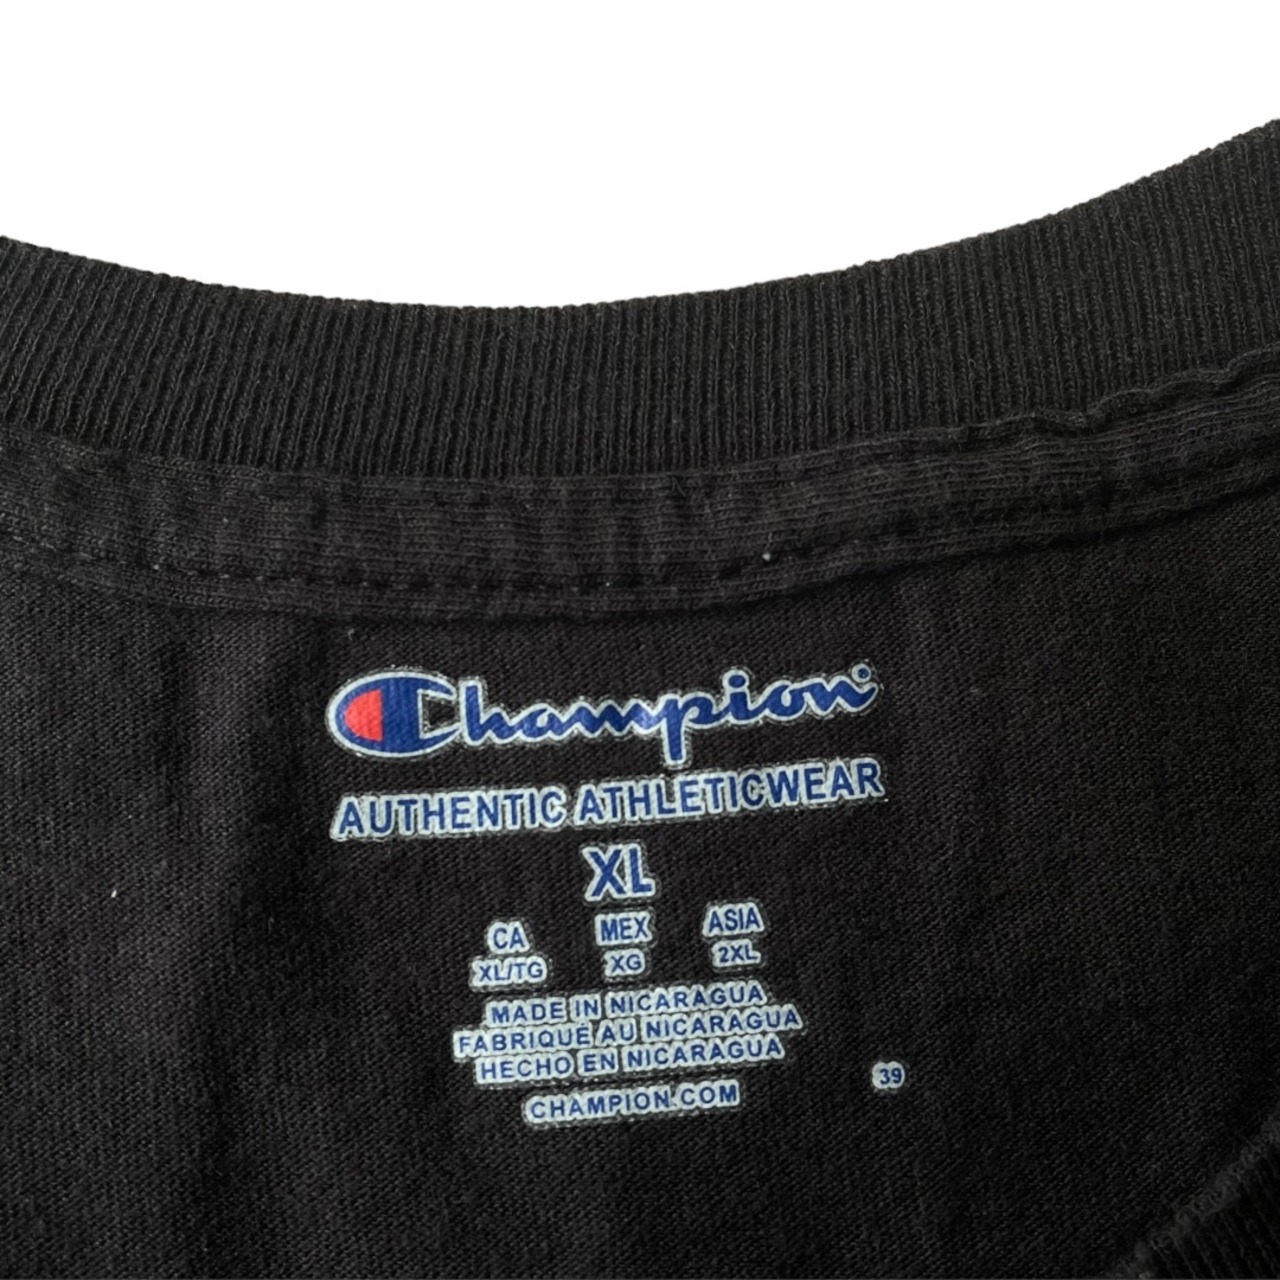 Champion
AUTHENTIC ATHLETICWEAR
XL
CA MEX ASIA
XL/TG XG 2XL
MADE IN NICARAGUA
FABRIQUÉ AU NICARAGUA
HECHO EN NICARAGUA
39
CHAMPION.COM